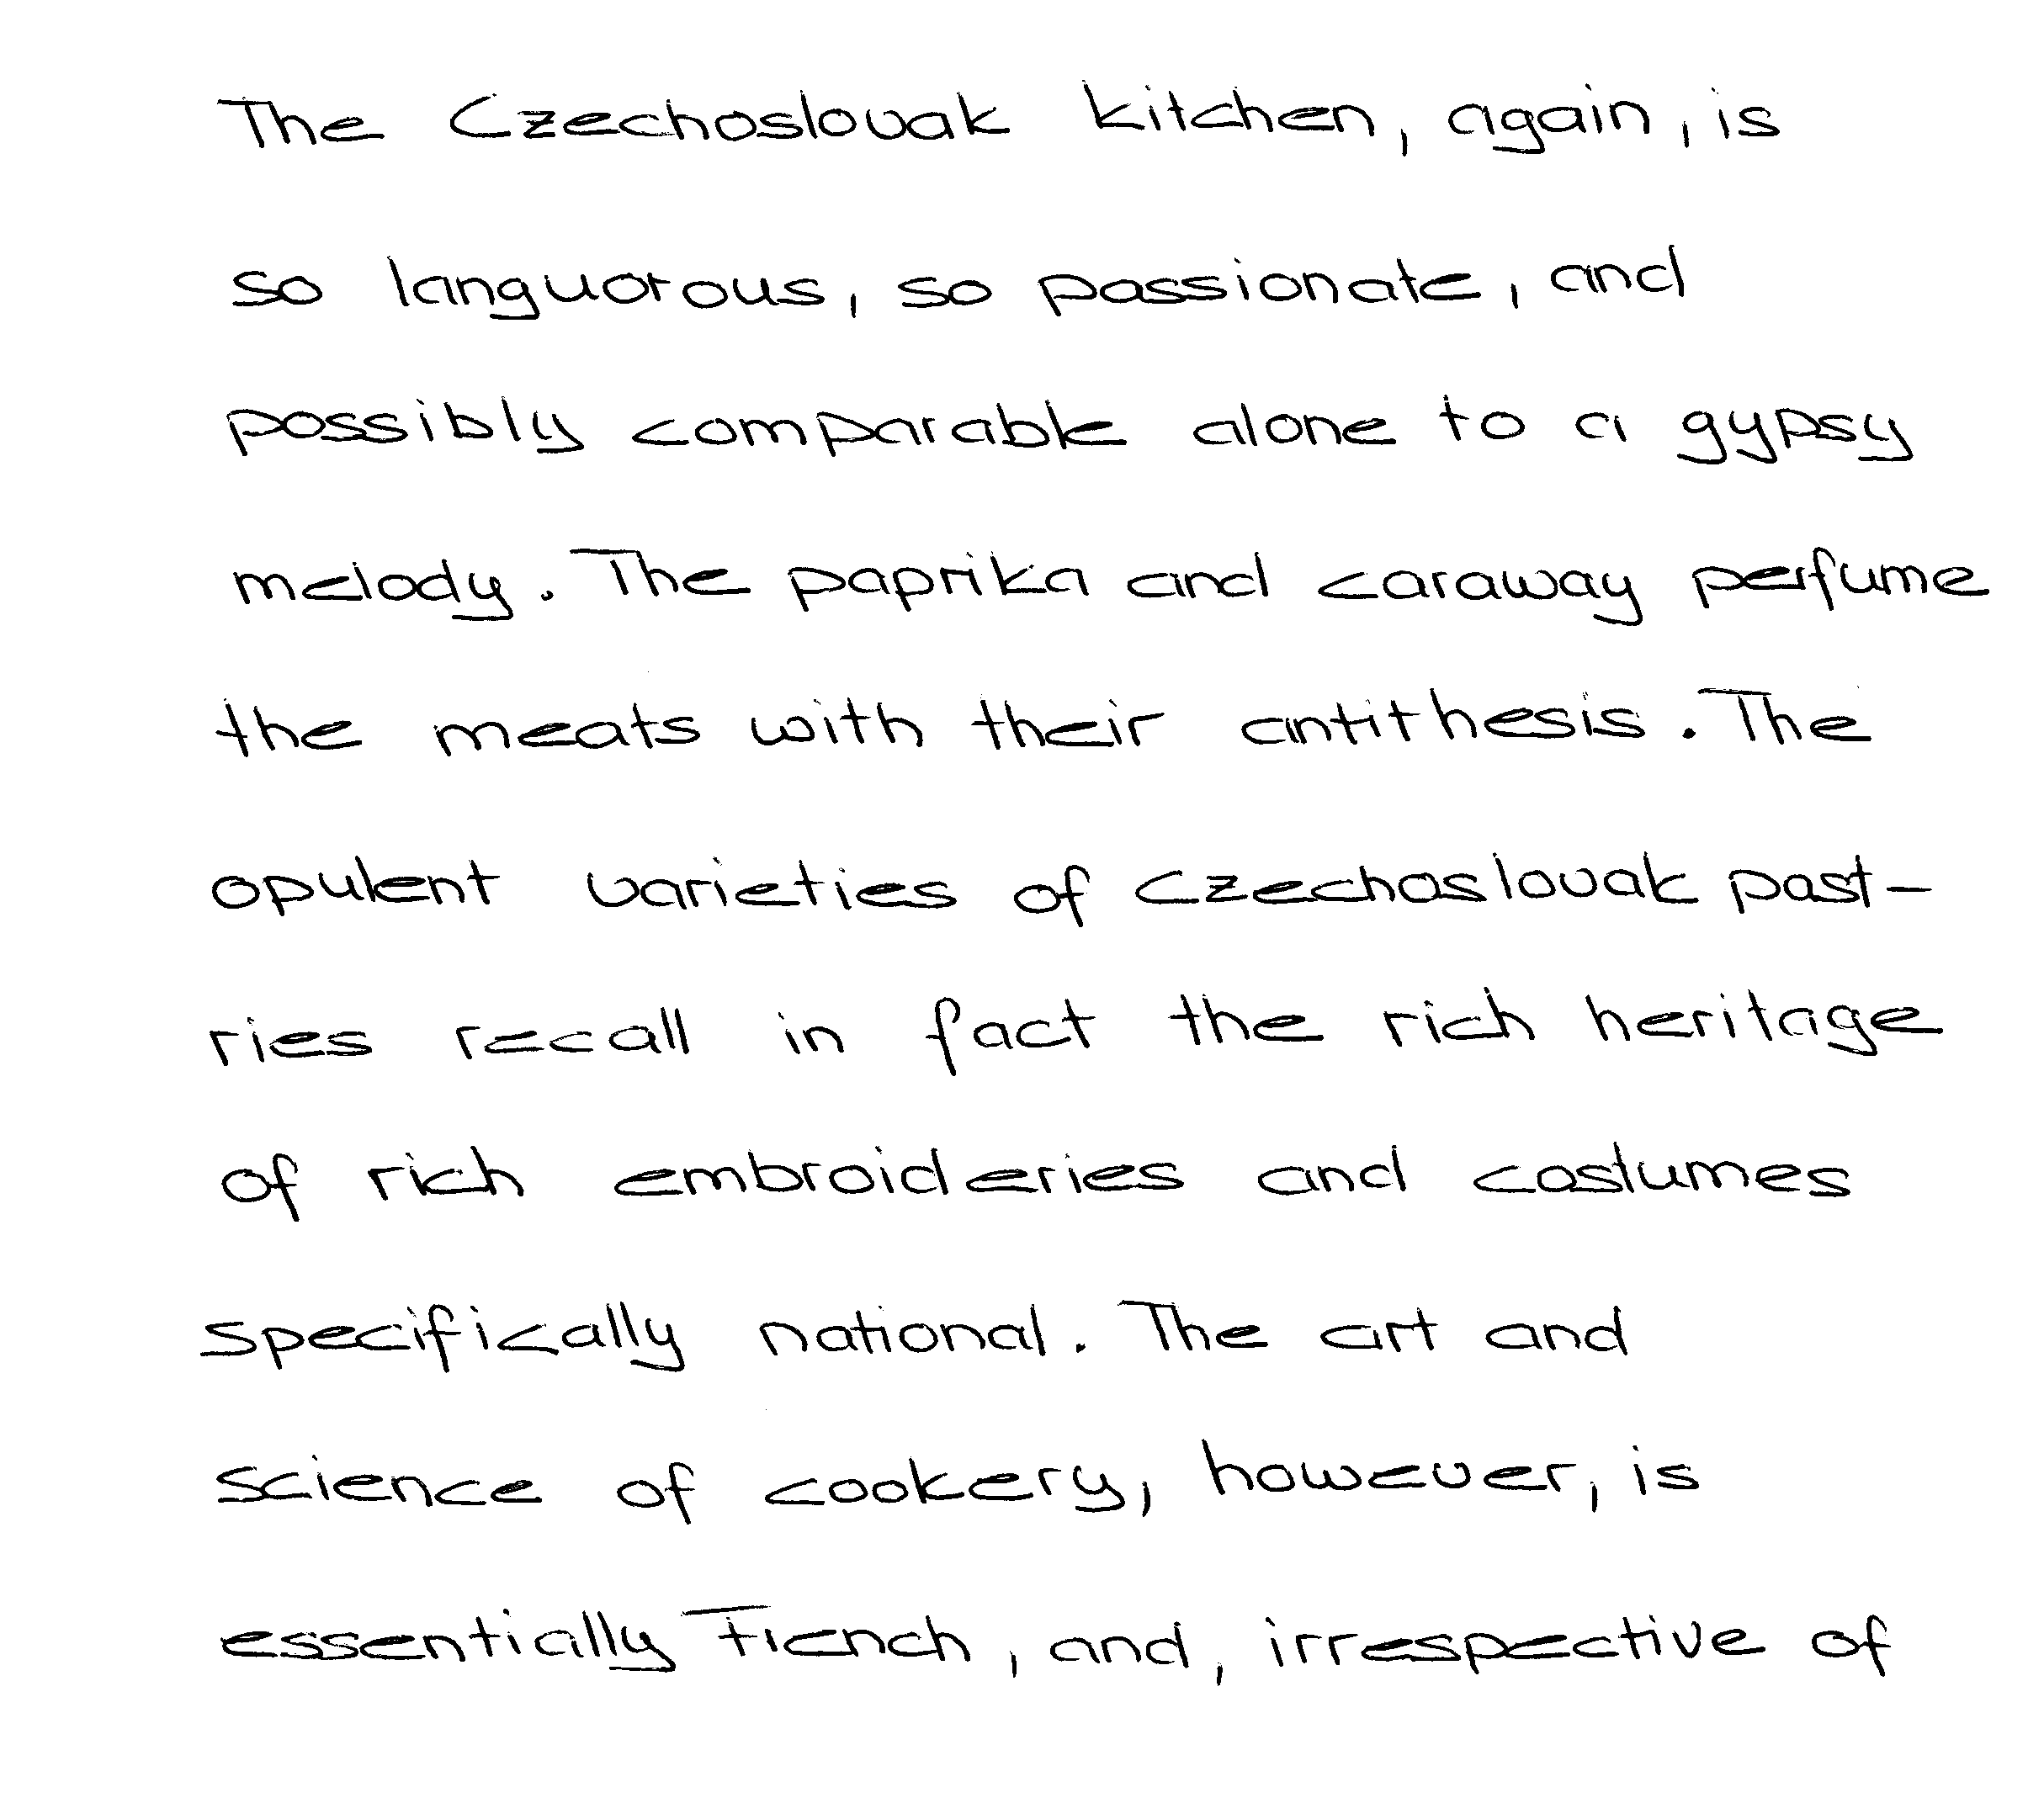 The Czechoslovak kitchen, again, is
so languorous, so passionate, and
possibly comparable alone to a gypsy
melody. The paprika and caraway perfume
the meats with their antithesis. The
opulent varieties of Czechoslovak past-
ries recall in fact the rich heritage
of rich embroideries and costumes
specifically national. The art and
science of cookery, however, is
essentially French, and, irrespective of